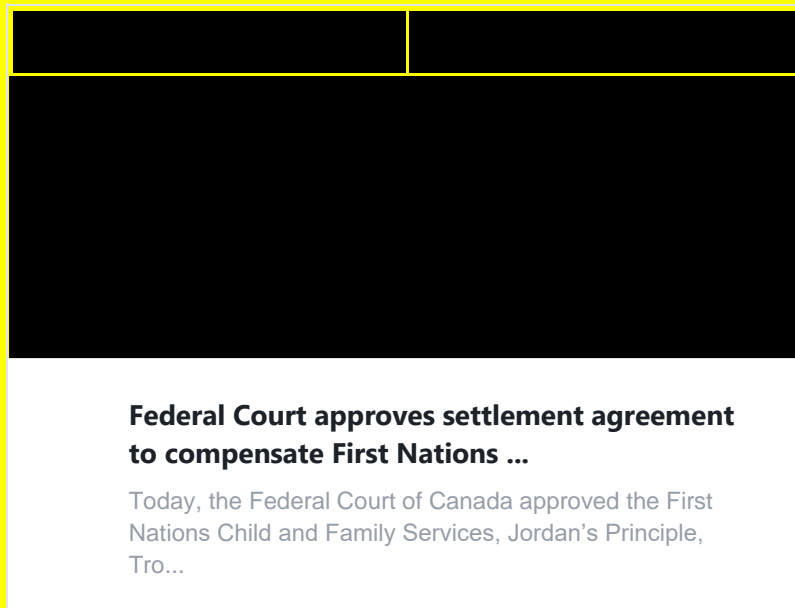 Federal Court approves settlement agreement
to compensate First Nations ...
Today, the Federal Court of Canada approved the First
Nations Child and Family Services, Jordan’s Principle,
Tro...